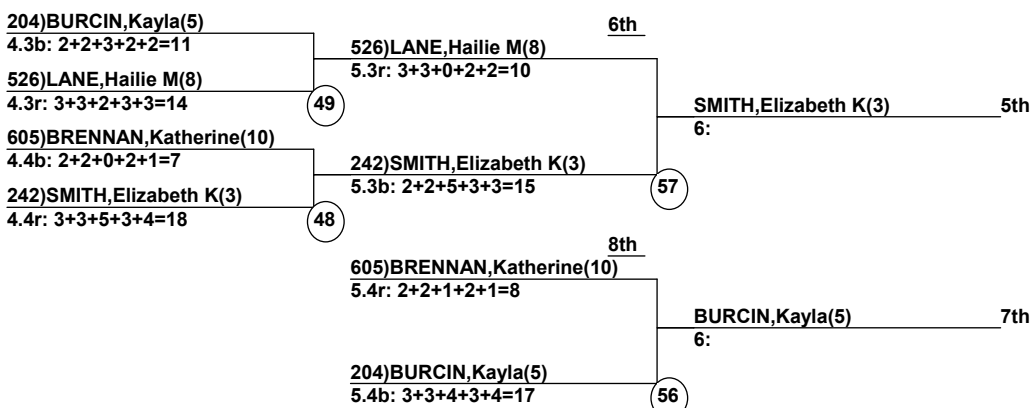 204)BURCIN,Kayla(5)
4.3b: 2+2+3+2+2=11
526)LANE,Hailie M(8)
4.3r: 3+3+2+3+3=14
49
605)BRENNAN,Katherine(10)
4.4b: 2+2+0+2+1=7
242)SMITH,Elizabeth K(3)
4.4r: 3+3+5+3+4=18
48
6th
526)LANE,Hailie M(8)
5.3r: 3+3+0+2+2=10
242)SMITH,Elizabeth K(3)
5.3b: 2+2+5+3+3=15
57
SMITH,Elizabeth K(3) 5th
6:
8th
605)BRENNAN,Katherine(10)
5.4r: 2+2+1+2+1=8
204)BURCIN,Kayla(5)
5.4b: 3+3+4+3+4=17
56
BURCIN,Kayla(5) 7th
6: